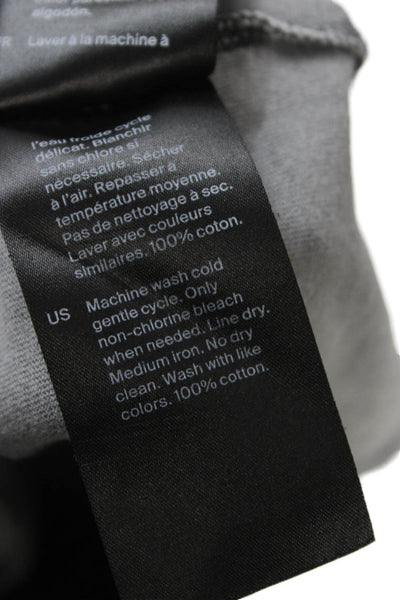 algodón.
FR Laver à la machine à
l'eau froide cycle
délicat. Blanchir
sans chlore si
nécessaire. Sécher
à l'air. Repasser à
température moyenne.
Pas de nettoyage à sec.
Laver avec couleurs
similaires. 100% coton.
US Machine wash cold
gentle cycle. Only
non-chlorine bleach
when needed. Line dry.
Medium iron. No dry
clean. Wash with like
colors. 100% cotton.